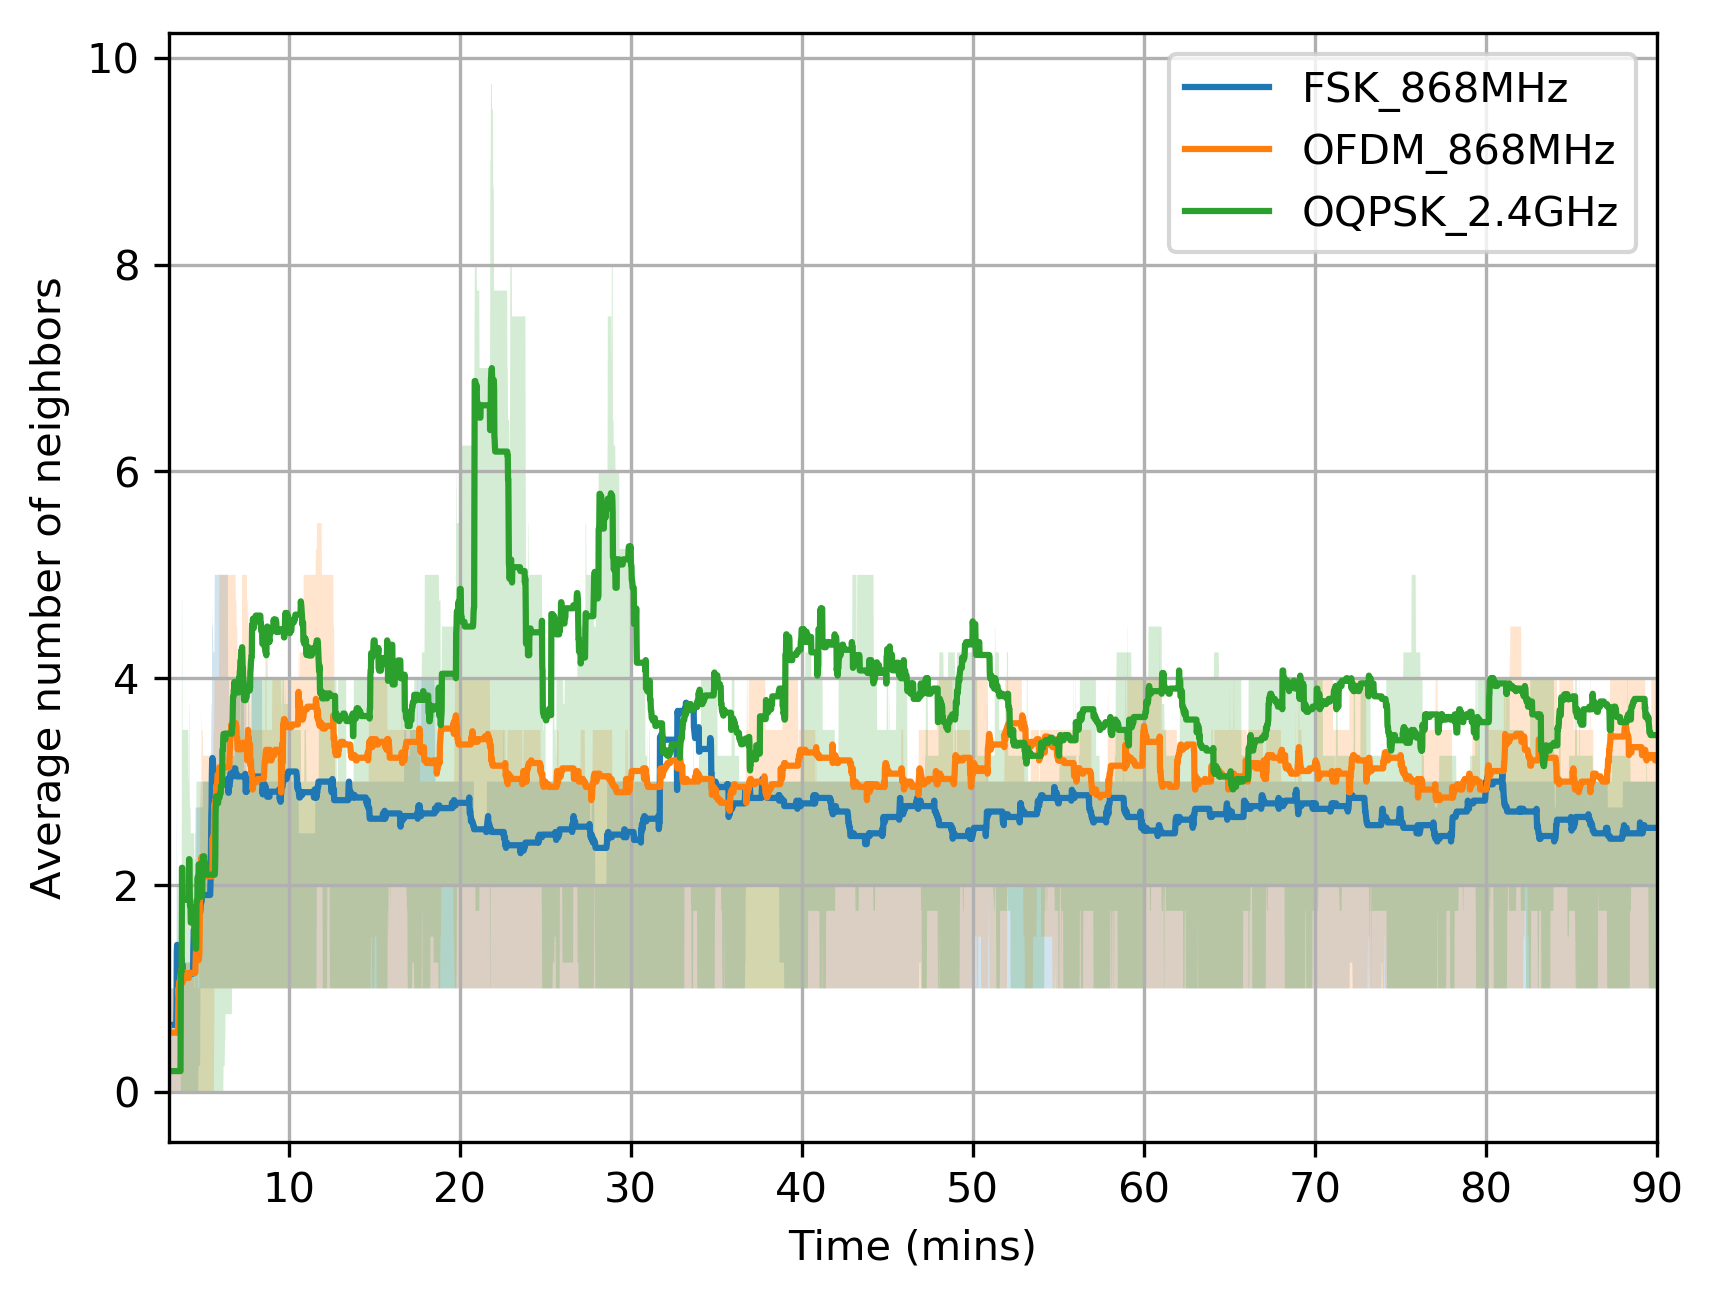 10
8
6
4
2
0
Average number of neighbors
FSK_868MHz
OFDM_868MHz
OQPSK_2.4GHz
10 20 30 40 50 60 70 80 90
Time (mins)